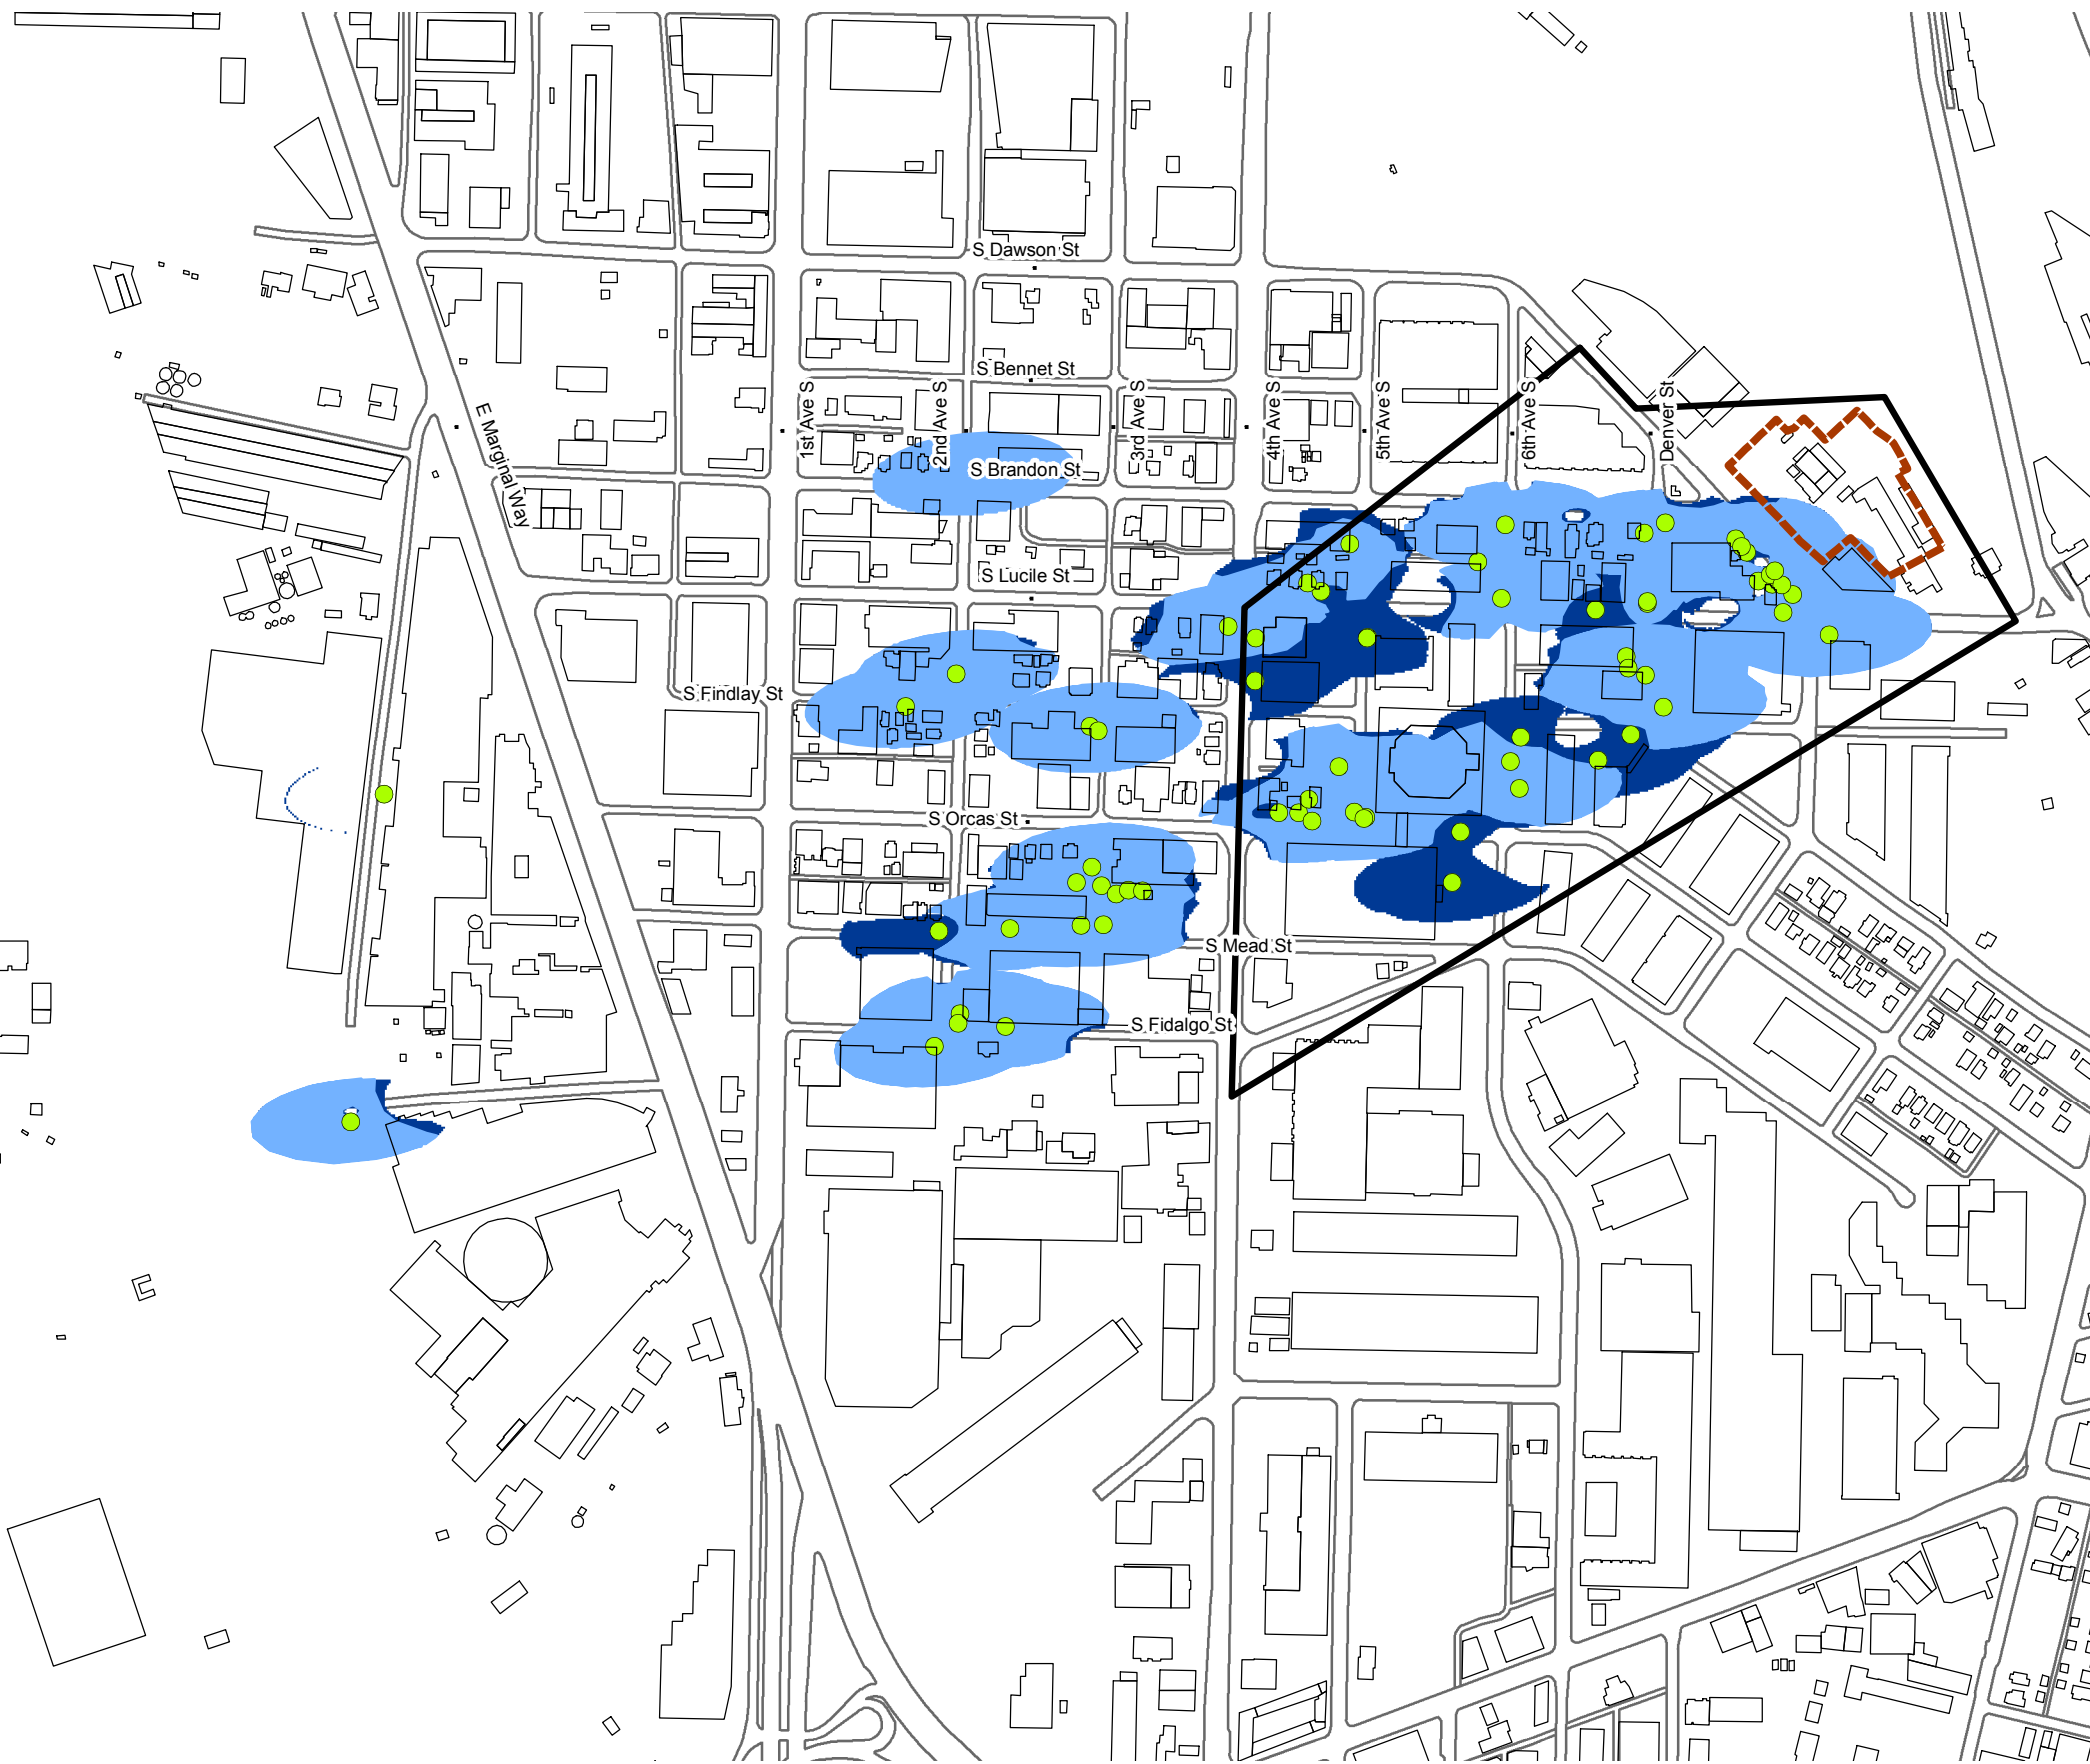 S Dawson St
S Bennet St
1st Ave S
2nd Ave S
3rd Ave S
4th Ave S
5th Ave S
6th Ave S
Denver St
E Marginal Way
S Brandon St
S Lucile St
S Findlay St
S Orcas St
S Mead St
S Fidalgo St